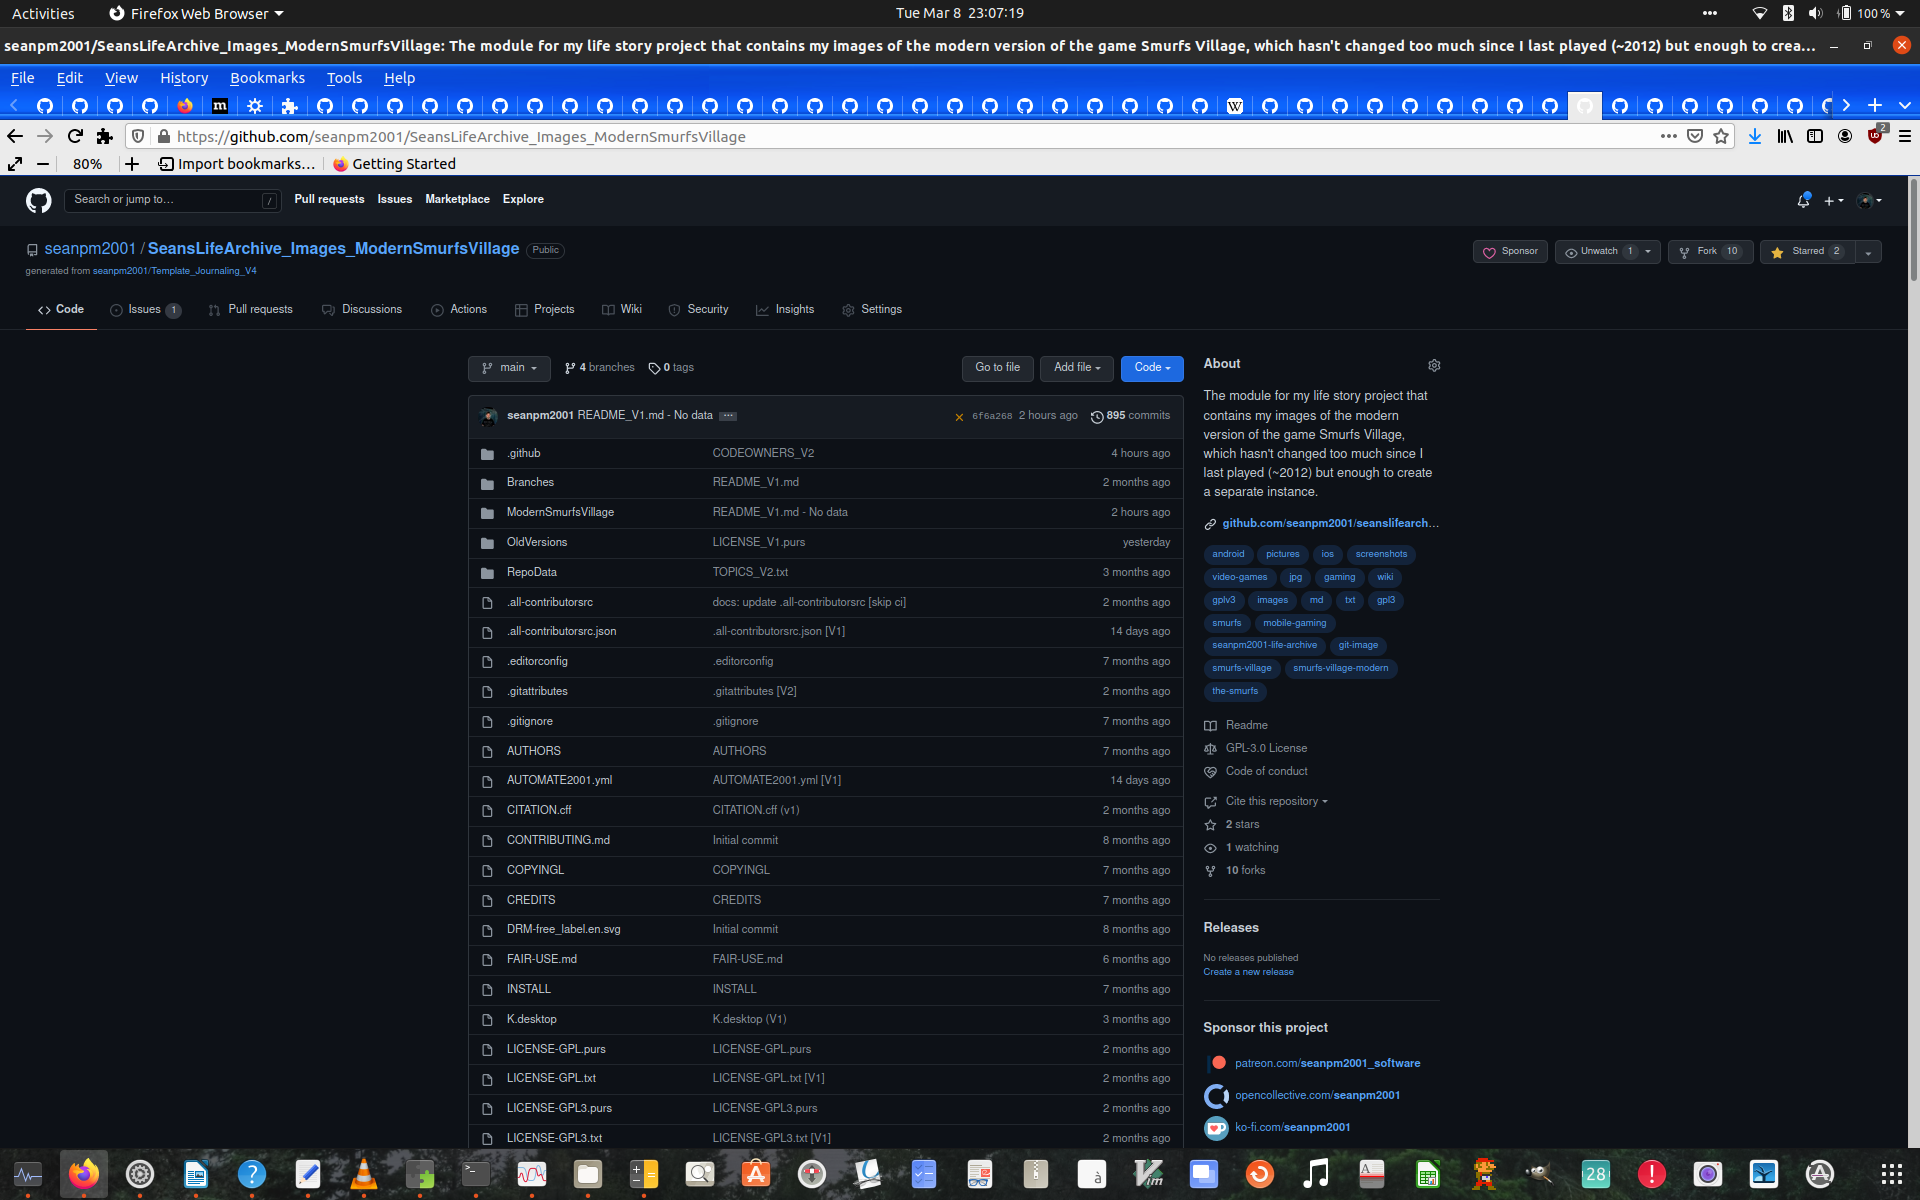 Activities
Firefox Web Browser
Tue Mar 8 23:07:19
100 %
seanpm2001/SeansLifeArchive_Images_ModernSmurfsVillage: The module for my life story project that contains my images of the modern version of the game Smurfs Village, which hasn't changed too much since I last played (~2012) but enough to crea…
File Edit View History Bookmarks Tools Help
https://github.com/seanpm2001/SeansLifeArchive_Images_ModernSmurfsVillage
2
80%
Import bookmarks…
Getting Started
Search or jump to…
/
Pull requests Issues Marketplace Explore
seanpm2001 / SeansLifeArchive_Images_ModernSmurfsVillage Public
generated from seanpm2001/Template_Journaling_V4
Sponsor
Unwatch 1
Fork 10
Starred 2
Code
Issues 1
Pull requests
Discussions
Actions
Projects
Wiki
Security
Insights
Settings
main
4 branches
0 tags
Go to file
Add file
Code
seanpm2001 README_V1.md - No data
6f6a268 2 hours ago
895 commits
.github CODEOWNERS_V2 4 hours ago
Branches README_V1.md 2 months ago
ModernSmurfsVillage README_V1.md - No data 2 hours ago
OldVersions LICENSE_V1.purs yesterday
RepoData TOPICS_V2.txt 3 months ago
.all-contributorsrc docs: update .all-contributorsrc [skip ci] 2 months ago
.all-contributorsrc.json .all-contributorsrc.json [V1] 14 days ago
.editorconfig .editorconfig 7 months ago
.gitattributes .gitattributes [V2] 2 months ago
.gitignore .gitignore 7 months ago
AUTHORS AUTHORS 7 months ago
AUTOMATE2001.yml AUTOMATE2001.yml [V1] 14 days ago
CITATION.cff CITATION.cff (v1) 2 months ago
CONTRIBUTING.md Initial commit 8 months ago
COPYINGL COPYINGL 7 months ago
CREDITS CREDITS 7 months ago
DRM-free_label.en.svg Initial commit 8 months ago
FAIR-USE.md FAIR-USE.md 6 months ago
INSTALL INSTALL 7 months ago
K.desktop K.desktop (V1) 3 months ago
LICENSE-GPL.purs LICENSE-GPL.purs 2 months ago
LICENSE-GPL.txt LICENSE-GPL.txt [V1] 2 months ago
LICENSE-GPL3.purs LICENSE-GPL3.purs 2 months ago
LICENSE-GPL3.txt LICENSE-GPL3.txt [V1] 2 months ago
About
The module for my life story project that
contains my images of the modern
version of the game Smurfs Village,
which hasn't changed too much since I
last played (~2012) but enough to create
a separate instance.
github.com/seanpm2001/seanslifearch…
android pictures ios screenshots
video-games jpg gaming wiki
gplv3 images md txt gpl3
smurfs mobile-gaming
seanpm2001-life-archive git-image
smurfs-village smurfs-village-modern
the-smurfs
Readme
GPL-3.0 License
Code of conduct
Cite this repository
2 stars
1 watching
10 forks
Releases
No releases published
Create a new release
Sponsor this project
patreon.com/seanpm2001_software
opencollective.com/seanpm2001
ko-fi.com/seanpm2001
28